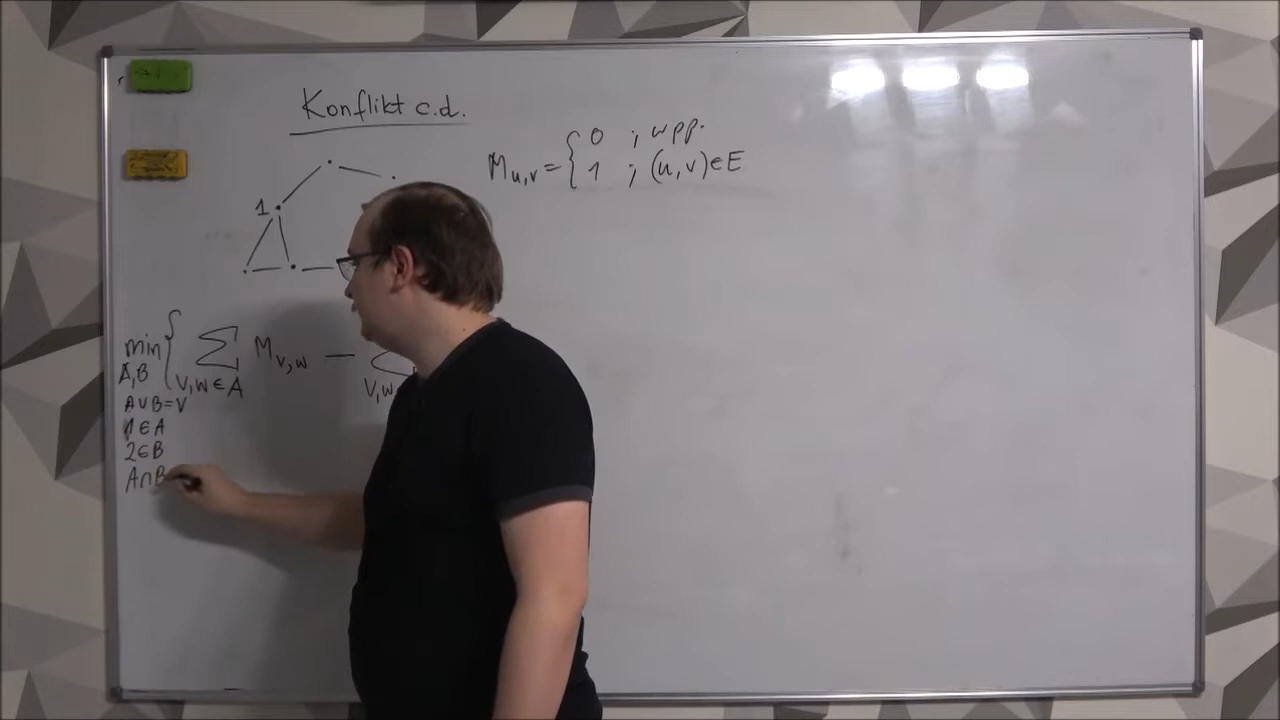 Konflikt c.d.
M_{u,v} = { 0 ; wpp.
1 ; (u,v) ∈ E
1
min { Σ M_{v,w} — Σ
A,B v,w ∈ A v,w
A∪B=V
1∈A
2∈B
A∩B